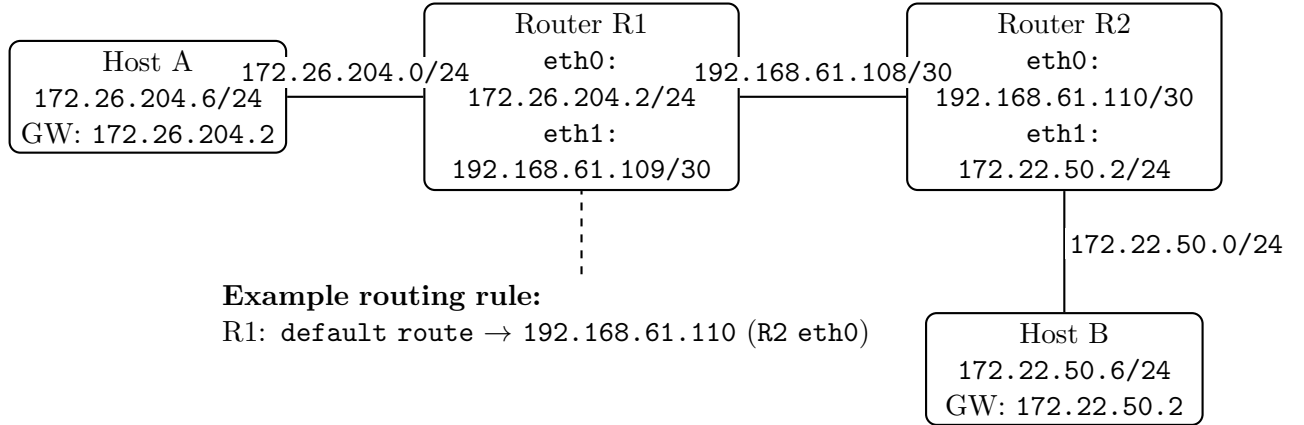 Host A
172.26.204.6/24
GW: 172.26.204.2
172.26.204.0/24
Router R1
eth0:
172.26.204.2/24
eth1:
192.168.61.109/30
192.168.61.108/30
Router R2
eth0:
192.168.61.110/30
eth1:
172.22.50.2/24
172.22.50.0/24
Example routing rule:
R1: default route → 192.168.61.110 (R2 eth0)
Host B
172.22.50.6/24
GW: 172.22.50.2